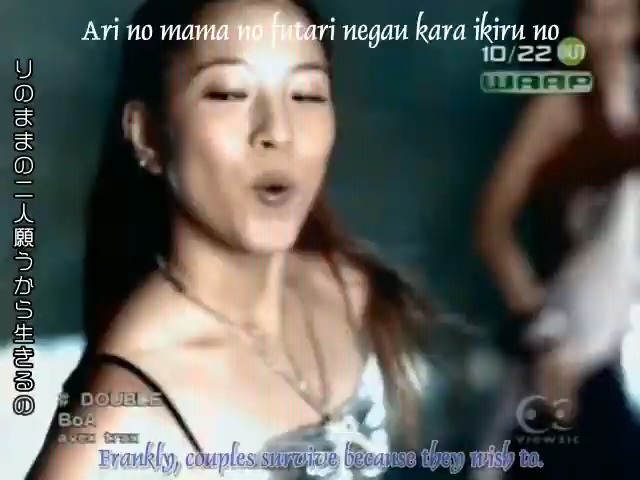 Ari no mama no futari negau kara ikiru no
10/22 OUT
WRAP
りのままの二人願うから生きるの
# DOUBLE
BoA
avex trax
viewsic
Frankly, couples survive because they wish to.